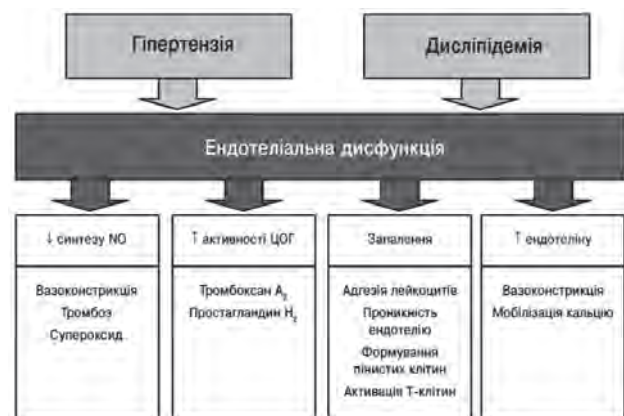 Гіпертензія
Дисліпідемія
Ендотеліальна дисфункція
↓ синтезу NO
↑ активності ЦОГ
Запалення
↑ ендотеліну
Вазоконстрикція
Тромбоз
Супероксид
Тромбоксан A₂
Простагландин H₂
Адгезія лейкоцитів
Проникність
ендотелію
Формування
пінистих клітин
Активація Т-клітин
Вазоконстрикція
Мобілізація кальцію